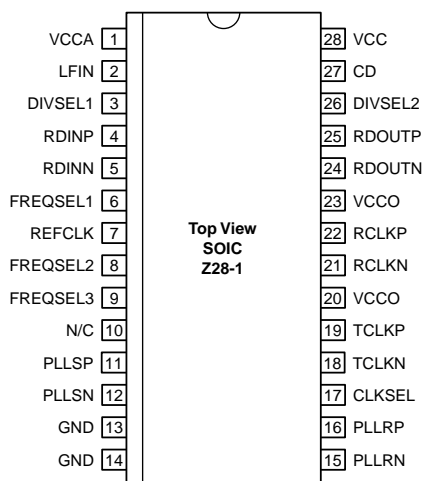 VCCA 1
LFIN 2
DIVSEL1 3
RDINP 4
RDINN 5
FREQSEL1 6
REFCLK 7
FREQSEL2 8
FREQSEL3 9
N/C 10
PLLSP 11
PLLSN 12
GND 13
GND 14
Top View
SOIC
Z28-1
28 VCC
27 CD
26 DIVSEL2
25 RDOUTP
24 RDOUTN
23 VCCO
22 RCLKP
21 RCLKN
20 VCCO
19 TCLKP
18 TCLKN
17 CLKSEL
16 PLLRP
15 PLLRN